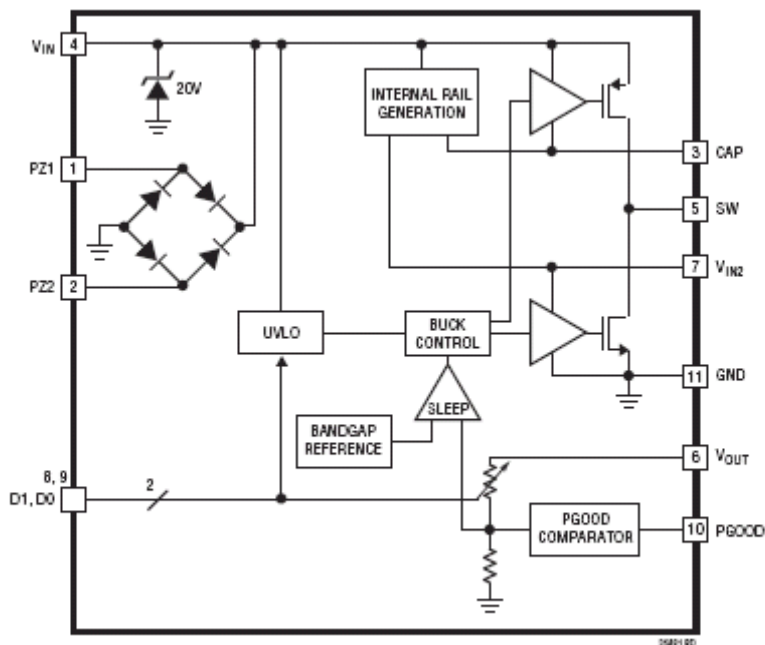 VIN 4
20V
INTERNAL RAIL
GENERATION
PZ1 1
3 CAP
5 SW
PZ2 2
7 VIN2
UVLO
BUCK
CONTROL
SLEEP
11 GND
BANDGAP
REFERENCE
6 VOUT
8, 9
D1, D0
2
PGOOD
COMPARATOR
10 PGOOD